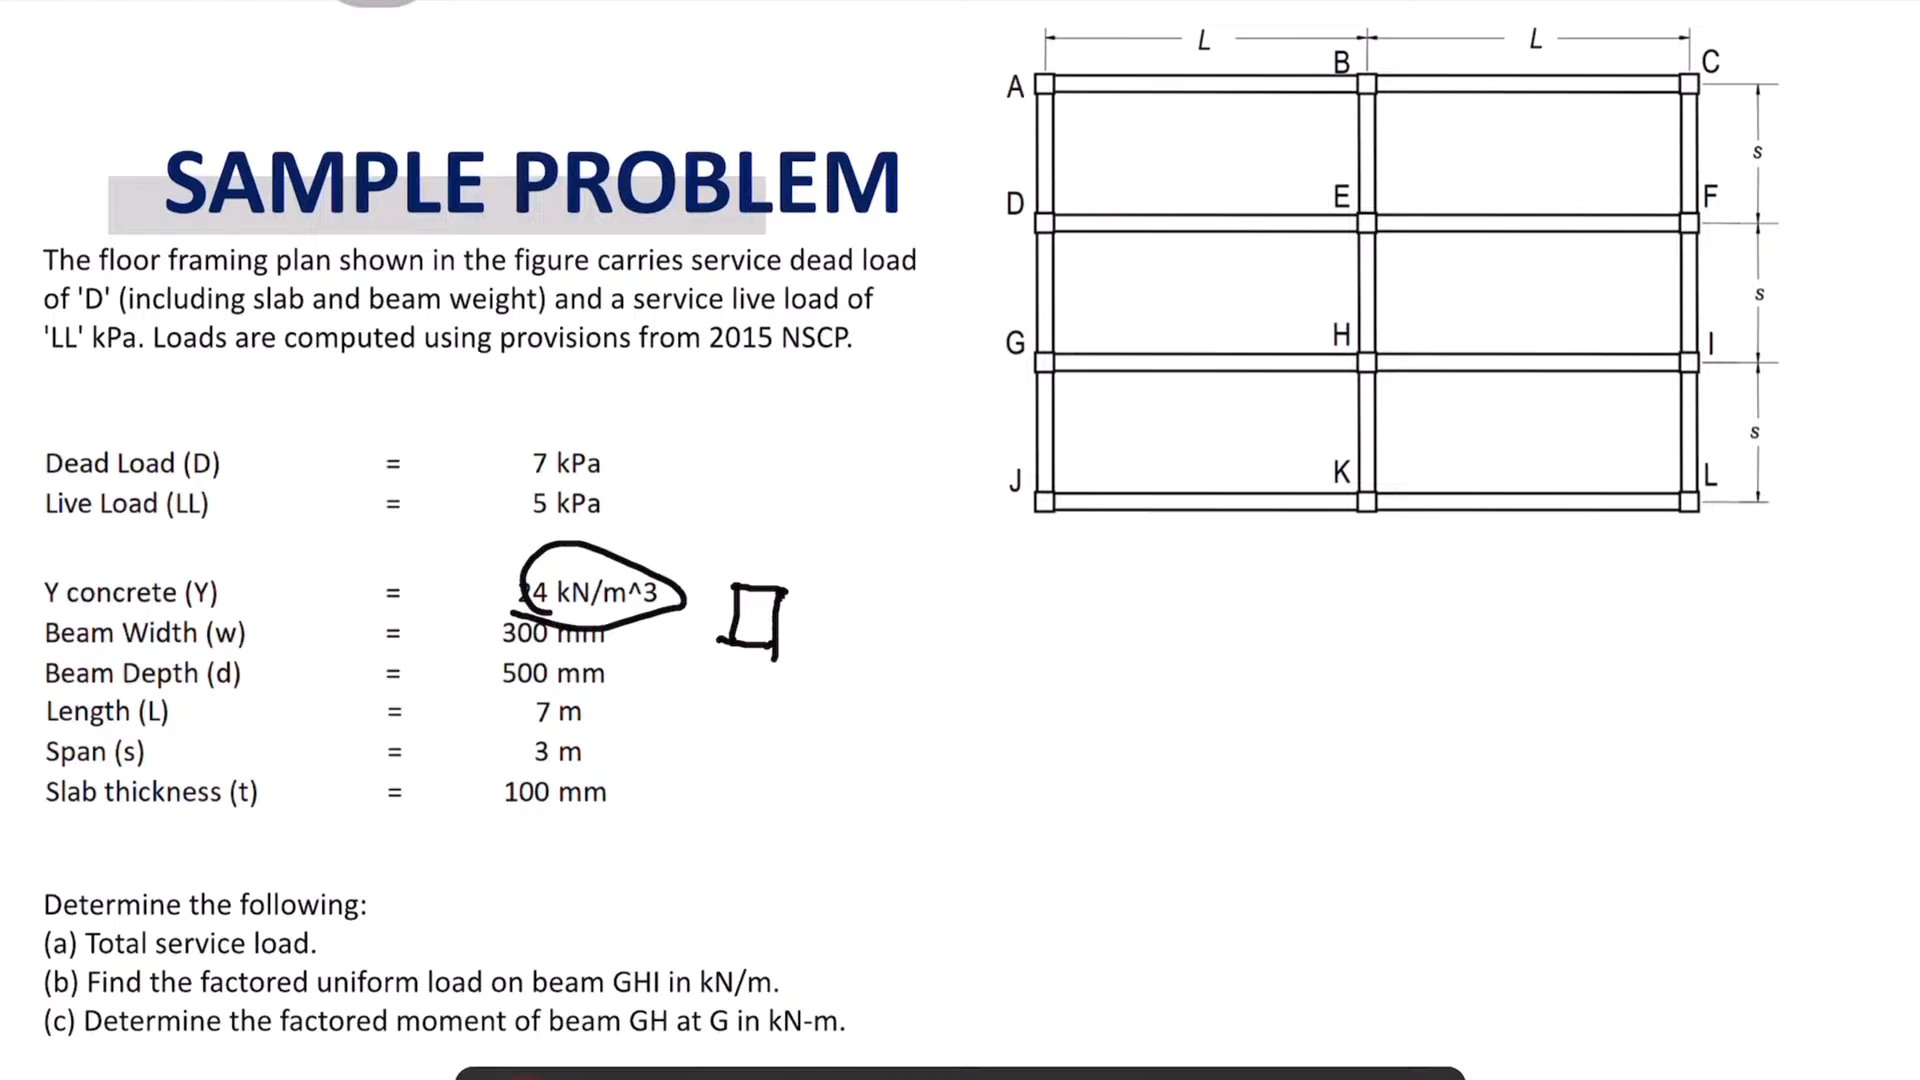 SAMPLE PROBLEM
The floor framing plan shown in the figure carries service dead load
of 'D' (including slab and beam weight) and a service live load of
'LL' kPa. Loads are computed using provisions from 2015 NSCP.
Dead Load (D) = 7 kPa
Live Load (LL) = 5 kPa
Y concrete (Y) = 24 kN/m^3
Beam Width (w) = 300 mm
Beam Depth (d) = 500 mm
Length (L) = 7 m
Span (s) = 3 m
Slab thickness (t) = 100 mm
Determine the following:
(a) Total service load.
(b) Find the factored uniform load on beam GHI in kN/m.
(c) Determine the factored moment of beam GH at G in kN-m.
L L
A B C
s
D E F
s
G H I
s
J K L